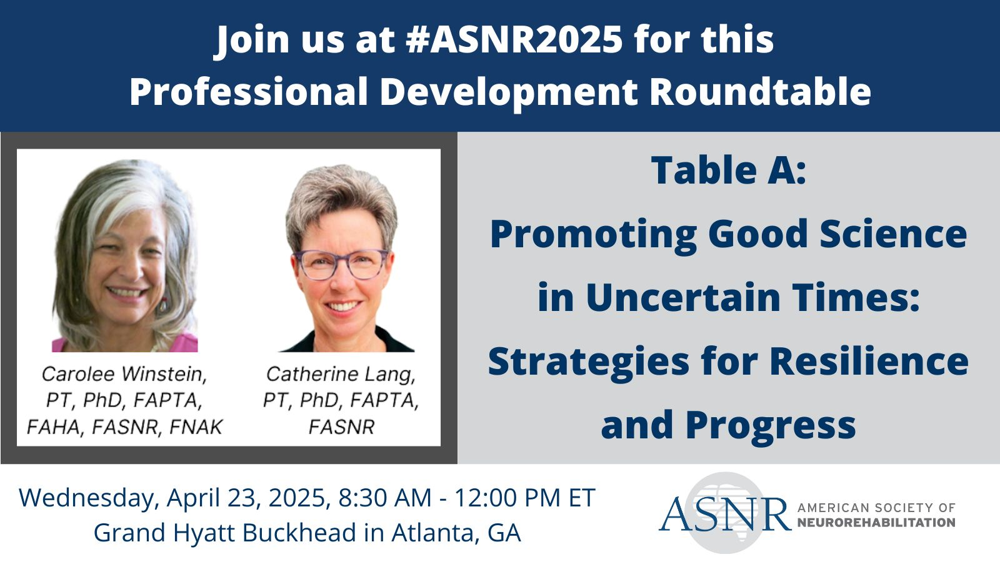 Join us at #ASNR2025 for this
Professional Development Roundtable
Carolee Winstein,
PT, PhD, FAPTA,
FAHA, FASNR, FNAK
Catherine Lang,
PT, PhD, FAPTA,
FASNR
Table A:
Promoting Good Science
in Uncertain Times:
Strategies for Resilience
and Progress
Wednesday, April 23, 2025, 8:30 AM - 12:00 PM ET
Grand Hyatt Buckhead in Atlanta, GA
ASNR
AMERICAN SOCIETY OF
NEUROREHABILITATION